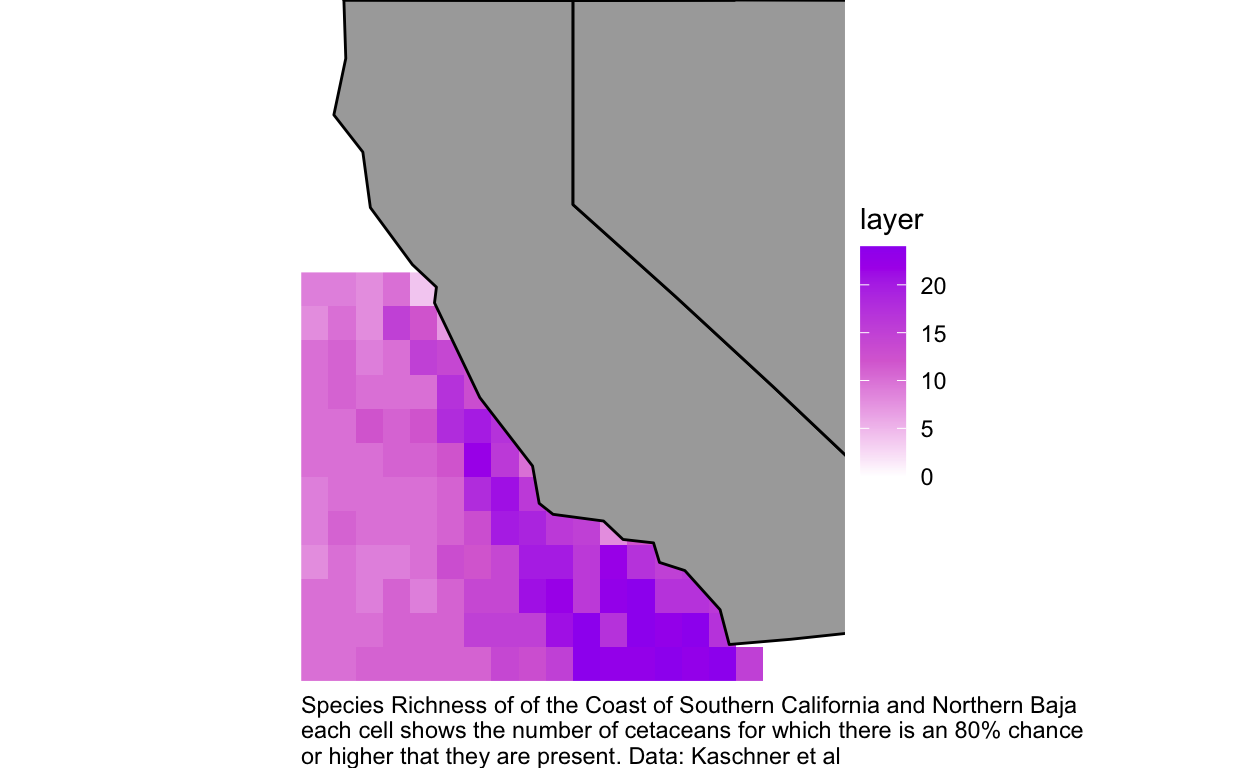 layer
20
15
10
5
0
Species Richness of of the Coast of Southern California and Northern Baja
each cell shows the number of cetaceans for which there is an 80% chance
or higher that they are present. Data: Kaschner et al